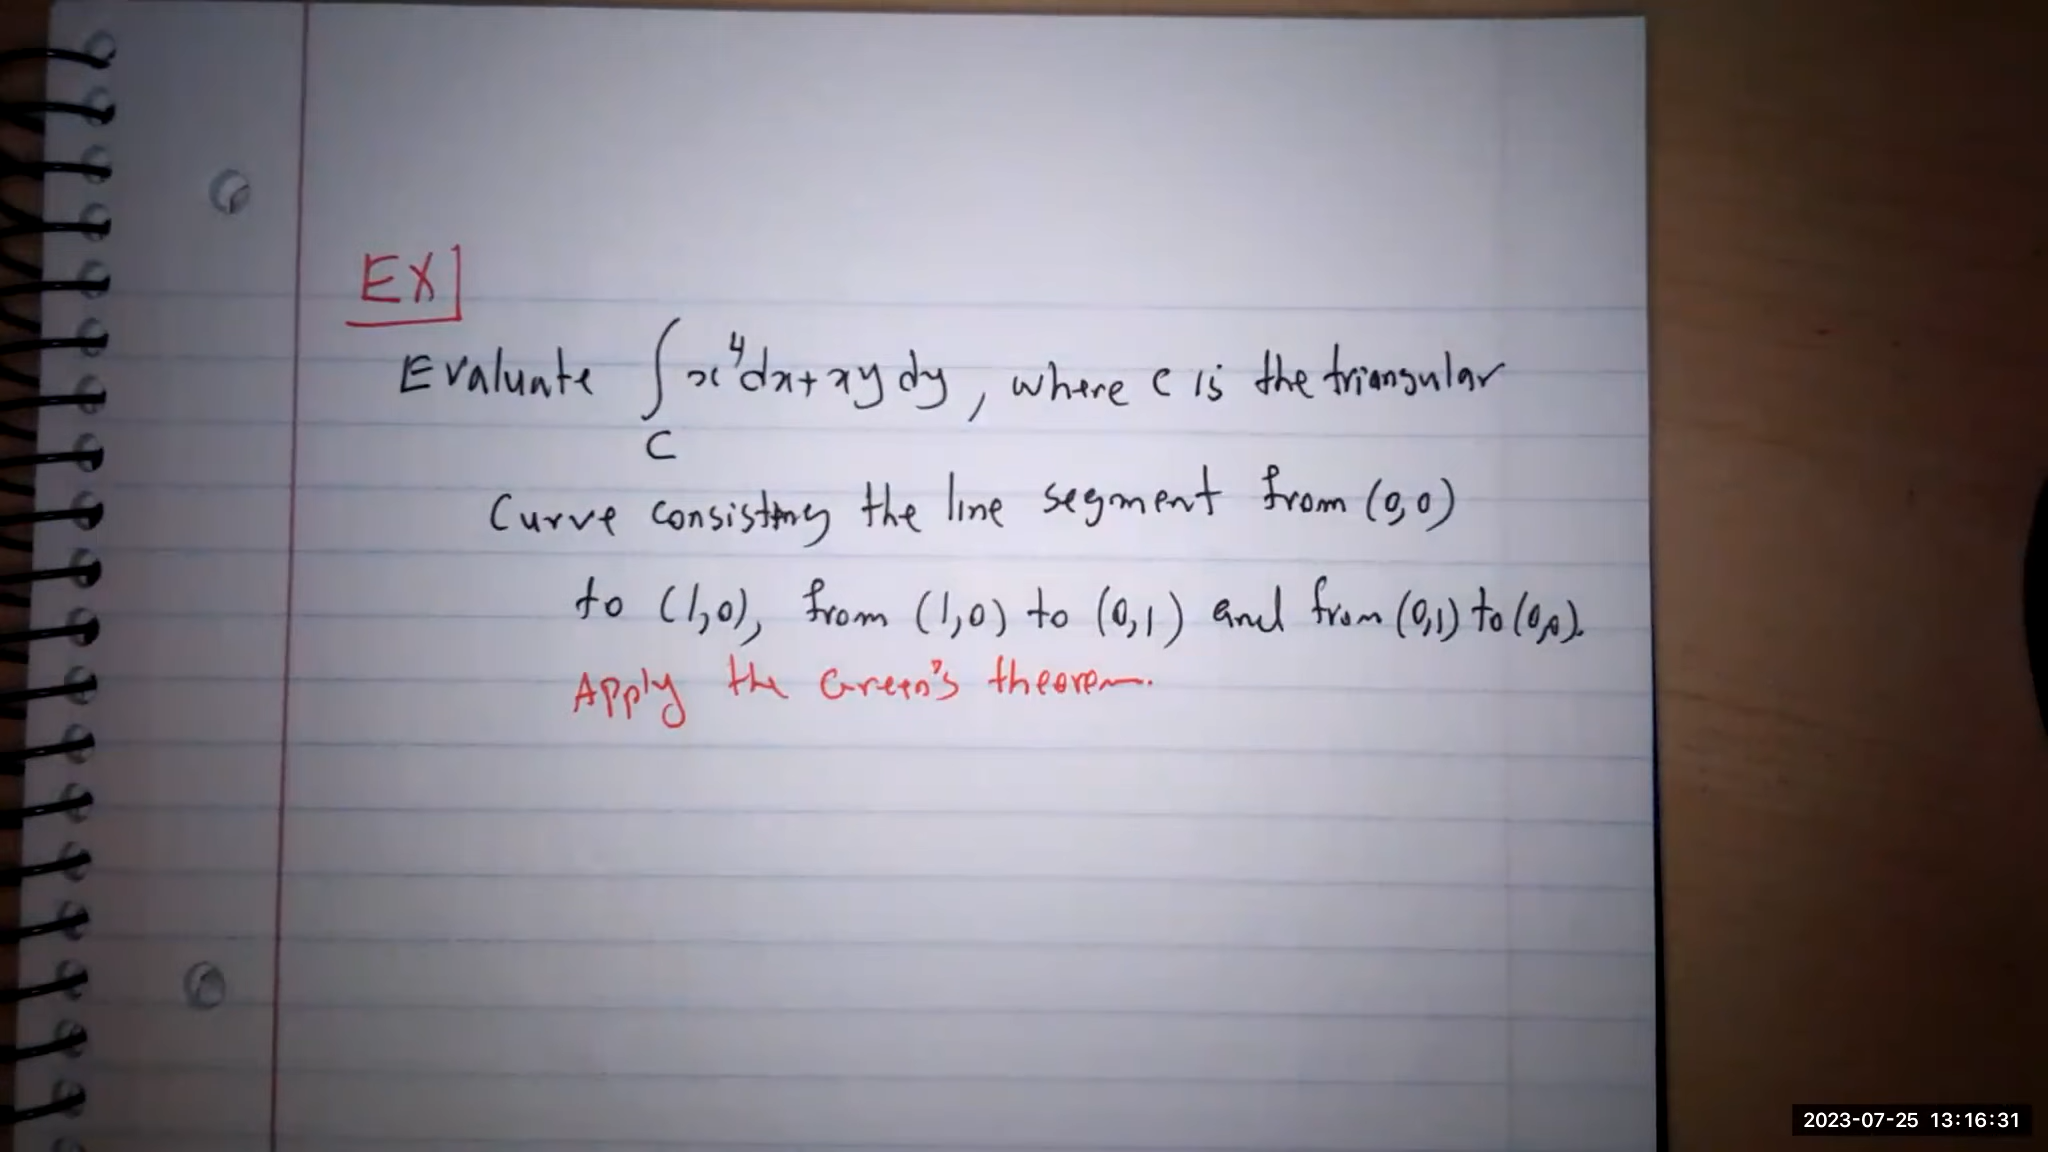 EX
Evaluate ∫_C x⁴dx + xy dy, where C is the triangular
Curve consisting the line segment from (0,0)
to (1,0), from (1,0) to (0,1) and from (0,1) to (0,0).
Apply the Green's theorem.
2023-07-25 13:16:31